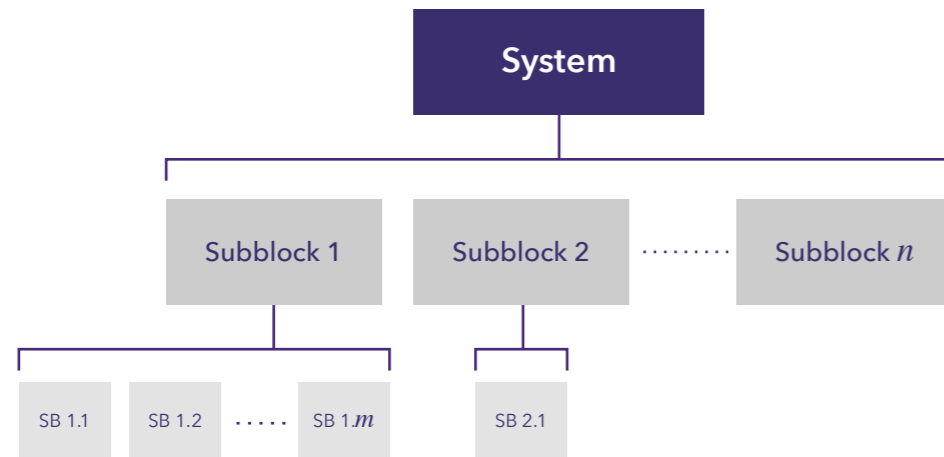 System
Subblock 1
Subblock 2
........
Subblock n
SB 1.1
SB 1.2
.....
SB 1.m
SB 2.1